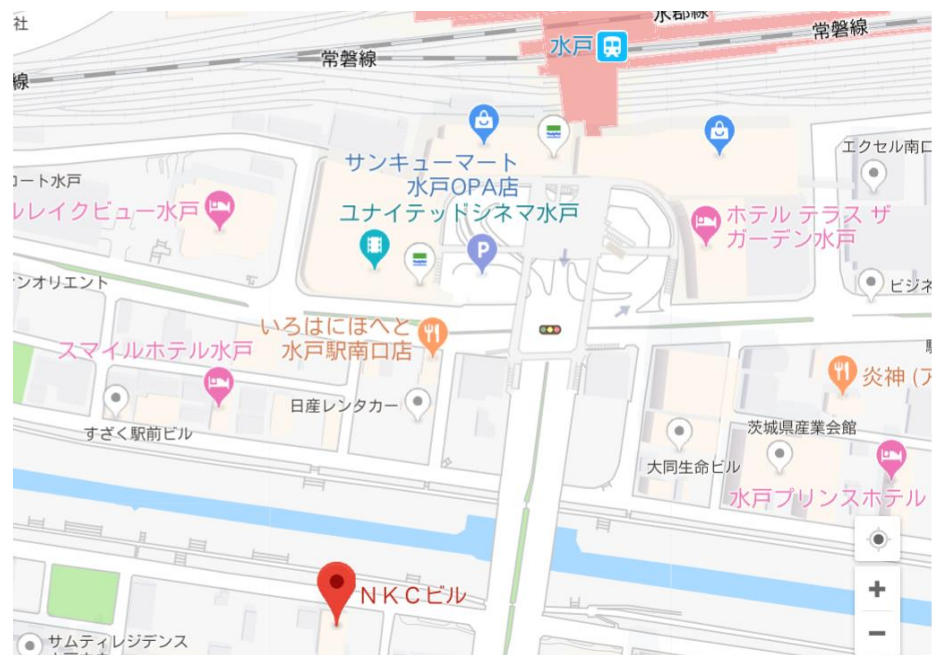 社
水郡線
常磐線
水戸
常磐線
線
エクセル南口
サンキューマート
水戸OPA店
コート水戸
ルレイクビュー水戸
ユナイテッドシネマ水戸
P
ホテル テラス ザ
ガーデン水戸
ンオリエント
ビジネ
いろはにほへと
水戸駅南口店
スマイルホテル水戸
炎神 (ア
日産レンタカー
すざく駅前ビル
茨城県産業会館
大同生命ビル
水戸プリンスホテル
NKCビル
+
サムティレジデンス
−